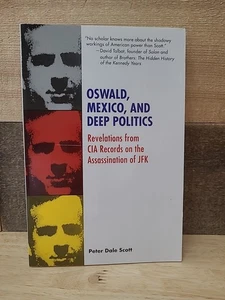 "No scholar knows more about the shadowy
workings of American power than Scott."
—David Talbot, founder of Salon and
author of Brothers: The Hidden History
of the Kennedy Years.
OSWALD,
MEXICO, AND
DEEP POLITICS
Revelations from
CIA Records on the
Assassination of JFK
Peter Dale Scott